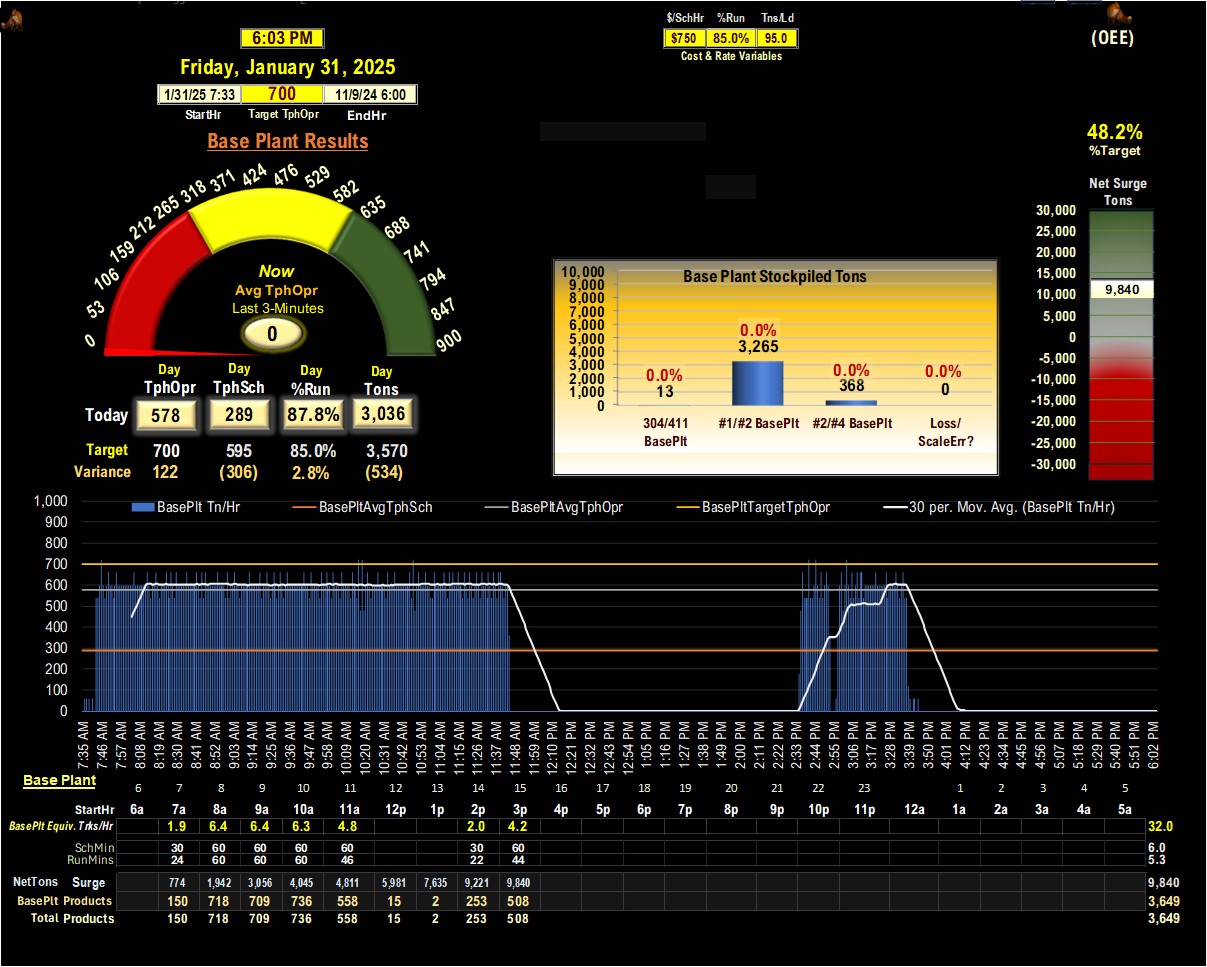 $/SchHr %Run Tns/Ld
6:03 PM $750 85.0% 95.0 (OEE)
Cost & Rate Variables
Friday, January 31, 2025
1/31/25 7:33 700 11/9/24 6:00
StartHr Target TphOpr EndHr
Base Plant Results
48.2%
%Target
Net Surge
Tons
0 53 106 159 212 265 318 371 424 476 529 582 635 688 741 794 847 900
Now
Avg TphOpr
Last 3-Minutes
0
30,000
25,000
20,000
15,000
10,000
5,000
0
-5,000
-10,000
-15,000
-20,000
-25,000
-30,000
9,840
Base Plant Stockpiled Tons
10,000
9,000
8,000
7,000
6,000
5,000
4,000
3,000
2,000
1,000
0
0.0% 0.0% 0.0% 0.0%
13 3,265 368 0
304/411 #1/#2 BasePlt #2/#4 BasePlt Loss/
BasePlt ScaleErr?
Day Day Day Day
TphOpr TphSch %Run Tons
Today 578 289 87.8% 3,036
Target 700 595 85.0% 3,570
Variance 122 (306) 2.8% (534)
BasePlt Tn/Hr BasePltAvgTphSch BasePltAvgTphOpr BasePltTargetTphOpr 30 per. Mov. Avg. (BasePlt Tn/Hr)
1,000
900
800
700
600
500
400
300
200
100
0
7:35 AM 7:46 AM 7:57 AM 8:08 AM 8:19 AM 8:30 AM 8:41 AM 8:52 AM 9:03 AM 9:14 AM 9:25 AM 9:36 AM 9:47 AM 9:58 AM 10:09 AM 10:20 AM 10:31 AM 10:42 AM 10:53 AM 11:04 AM 11:15 AM 11:26 AM 11:37 AM 11:48 AM 11:59 AM 12:10 PM 12:21 PM 12:32 PM 12:43 PM 12:54 PM 1:05 PM 1:16 PM 1:27 PM 1:38 PM 1:49 PM 2:00 PM 2:11 PM 2:22 PM 2:33 PM 2:44 PM 2:55 PM 3:06 PM 3:17 PM 3:28 PM 3:39 PM 3:50 PM 4:01 PM 4:12 PM 4:23 PM 4:34 PM 4:45 PM 4:56 PM 5:07 PM 5:18 PM 5:29 PM 5:40 PM 5:51 PM 6:02 PM
Base Plant
6 7 8 9 10 11 12 13 14 15 16 17 18 19 20 21 22 23 1 2 3 4 5
StartHr 6a 7a 8a 9a 10a 11a 12p 1p 2p 3p 4p 5p 6p 7p 8p 9p 10p 11p 12a 1a 2a 3a 4a 5a
BasePlt Equiv. Trks/Hr 1.9 6.4 6.4 6.3 4.8 2.0 4.2 32.0
SchMin 30 60 60 60 60 30 60 6.0
RunMins 24 60 60 60 46 22 44 5.3
NetTons Surge 774 1,942 3,056 4,045 4,811 5,981 7,635 9,221 9,840 9,840
BasePlt Products 150 718 709 736 558 15 2 253 508 3,649
Total Products 150 718 709 736 558 15 2 253 508 3,649